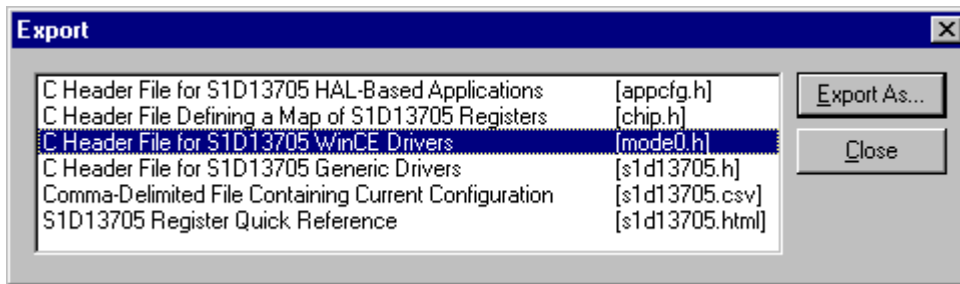 Export
C Header File for S1D13705 HAL-Based Applications [appcfg.h]
C Header File Defining a Map of S1D13705 Registers [chip.h]
C Header File for S1D13705 WinCE Drivers [mode0.h]
C Header File for S1D13705 Generic Drivers [s1d13705.h]
Comma-Delimited File Containing Current Configuration [s1d13705.csv]
S1D13705 Register Quick Reference [s1d13705.html]
Export As...
Close